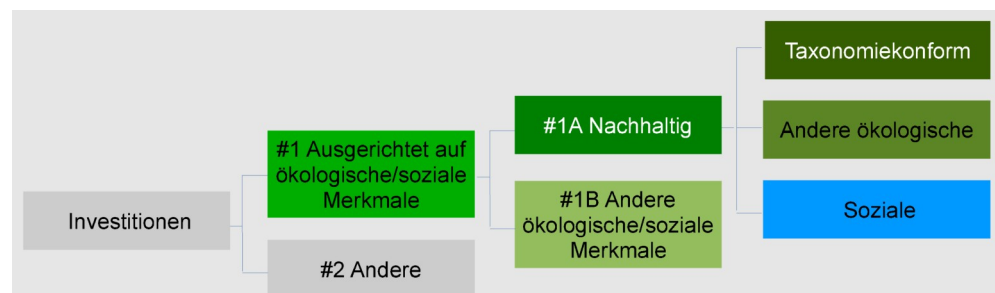 Investitionen
#1 Ausgerichtet auf
ökologische/soziale
Merkmale
#2 Andere
#1A Nachhaltig
#1B Andere
ökologische/soziale
Merkmale
Taxonomiekonform
Andere ökologische
Soziale